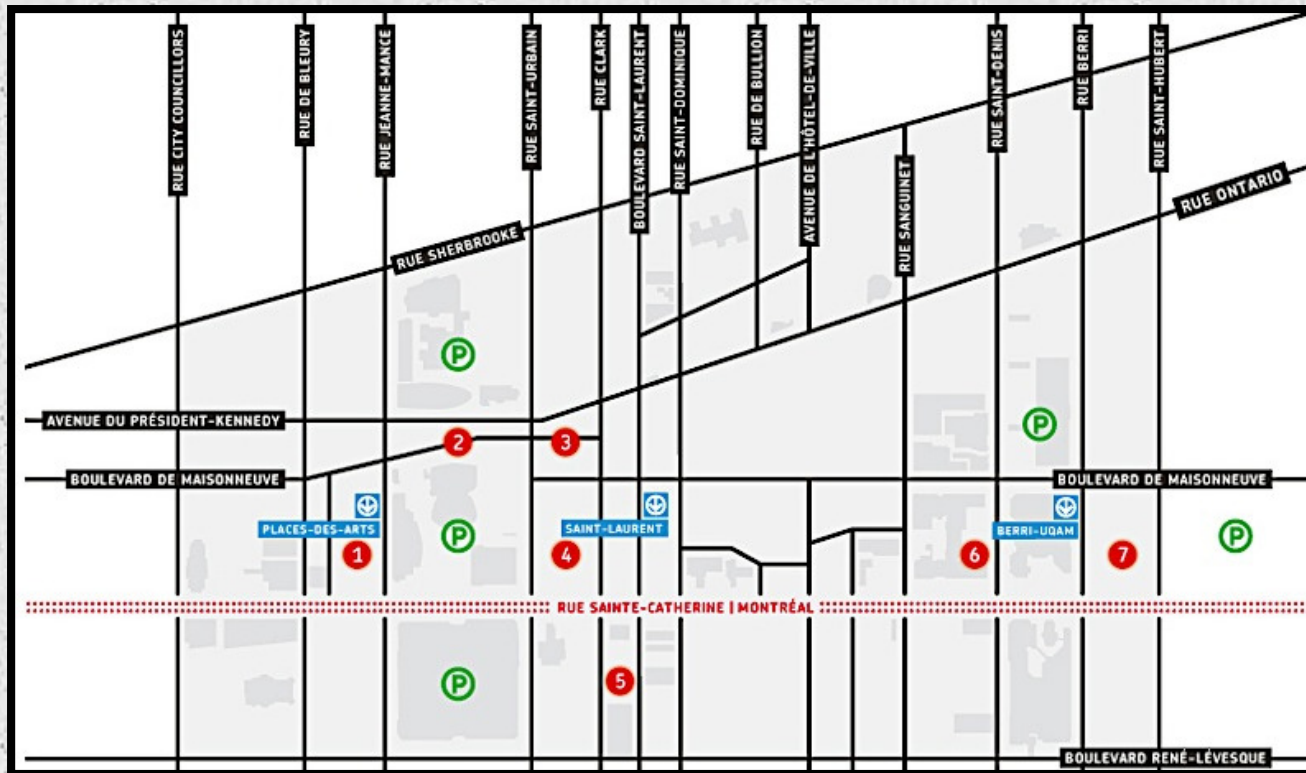 RUE CITY COUNCILLORS
RUE DE BLEURY
RUE JEANNE-MANCE
RUE SAINT-URBAIN
RUE CLARK
BOULEVARD SAINT-LAURENT
RUE SAINT-DOMINIQUE
RUE DE BULLION
AVENUE DE L'HÔTEL-DE-VILLE
RUE SANGUINET
RUE SAINT-DENIS
RUE BERRI
RUE SAINT-HUBERT
RUE ONTARIO
RUE SHERBROOKE
P
AVENUE DU PRÉSIDENT-KENNEDY
P
2
3
BOULEVARD DE MAISONNEUVE
BOULEVARD DE MAISONNEUVE
PLACES-DES-ARTS
SAINT-LAURENT
BERRI-UQAM
P
P
1
4
6
7
RUE SAINTE-CATHERINE | MONTRÉAL
P
5
BOULEVARD RENÉ-LÉVESQUE